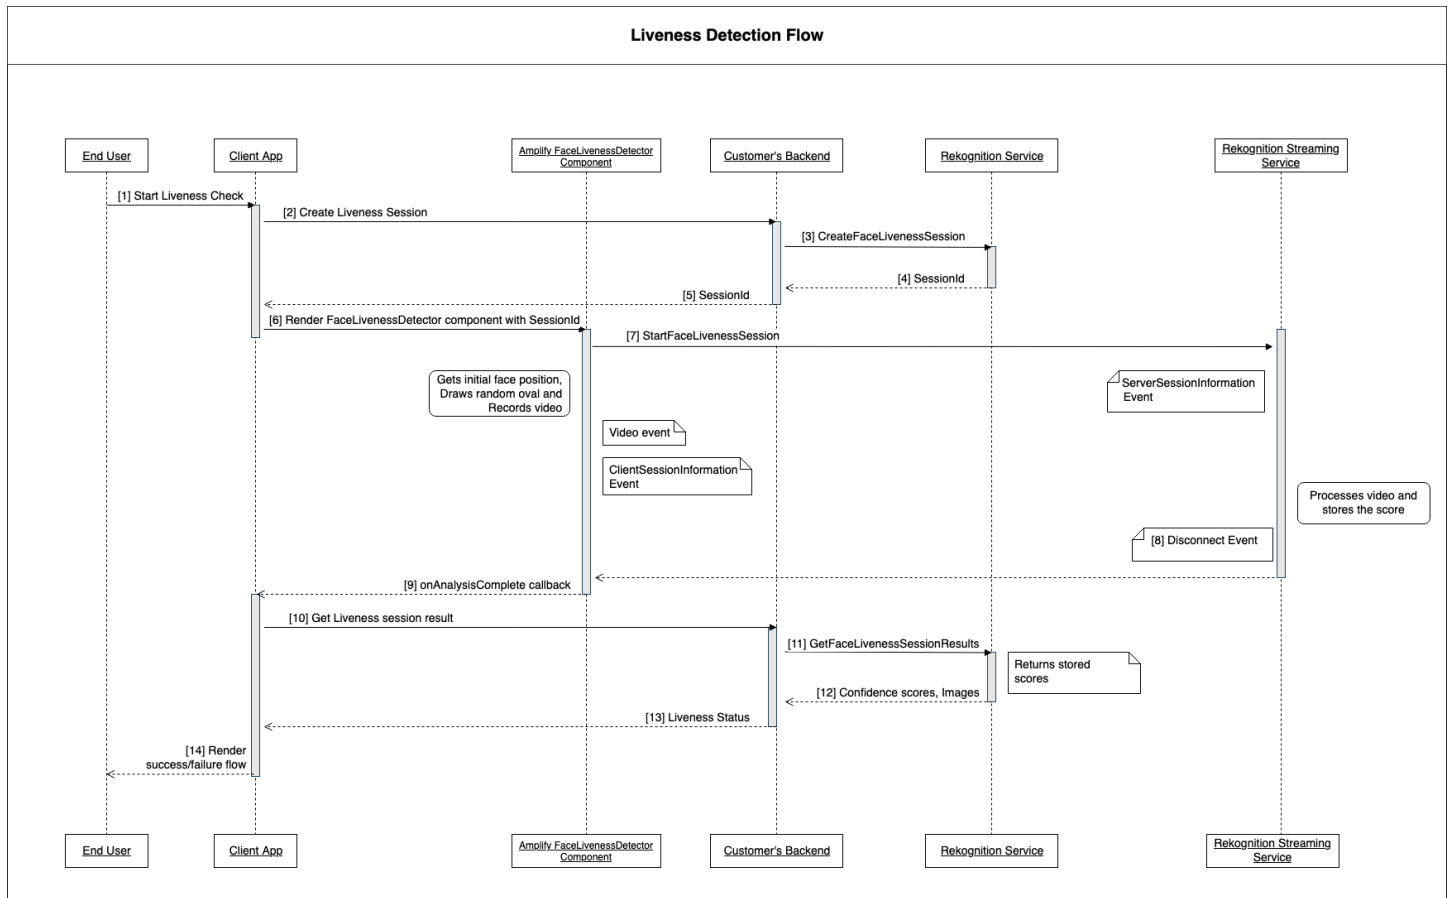 Liveness Detection Flow
End User
Client App
Amplify FaceLivenessDetector
Component
Customer's Backend
Rekognition Service
Rekognition Streaming
Service
[1] Start Liveness Check
[2] Create Liveness Session
[3] CreateFaceLivenessSession
[4] SessionId
[5] SessionId
[6] Render FaceLivenessDetector component with SessionId
[7] StartFaceLivenessSession
Gets initial face position,
Draws random oval and
Records video
ServerSessionInformation
Event
Video event
ClientSessionInformation
Event
Processes video and
stores the score
[8] Disconnect Event
[9] onAnalysisComplete callback
[10] Get Liveness session result
[11] GetFaceLivenessSessionResults
Returns stored
scores
[12] Confidence scores, Images
[13] Liveness Status
[14] Render
success/failure flow
End User
Client App
Amplify FaceLivenessDetector
Component
Customer's Backend
Rekognition Service
Rekognition Streaming
Service